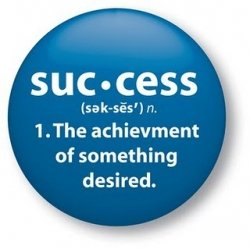 suc•cess
(sək-sĕs′) n.
1. The achievment
of something
desired.